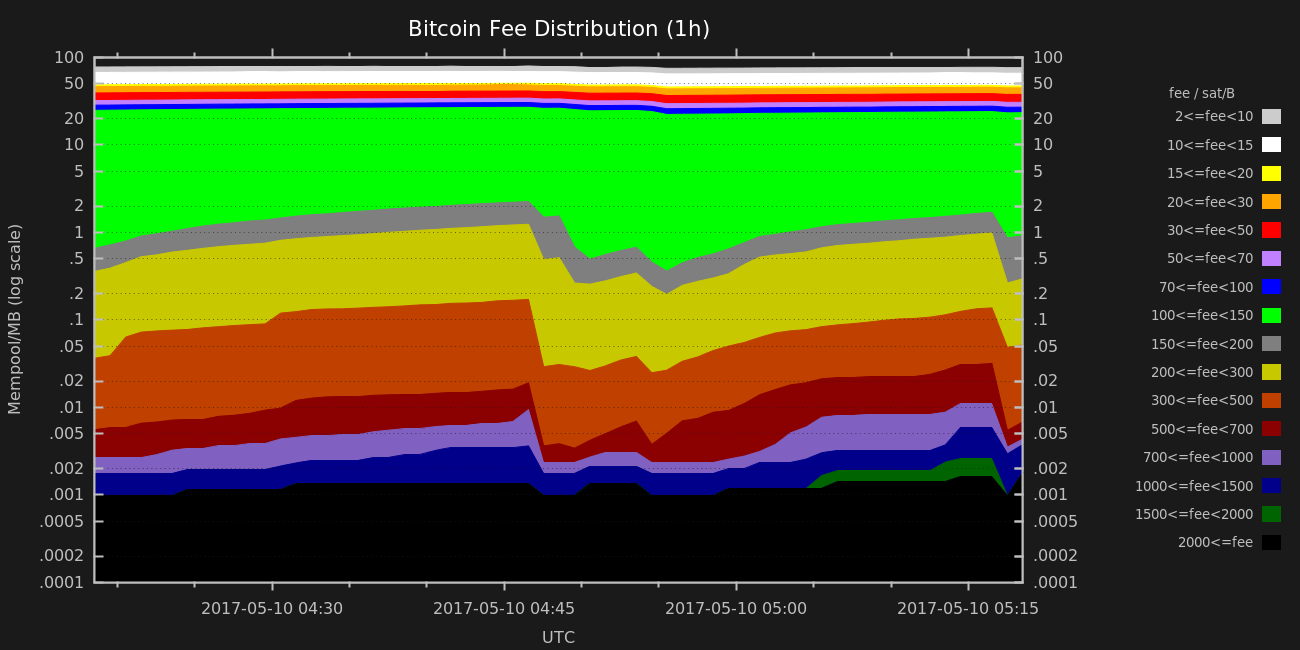 Bitcoin Fee Distribution (1h)
Mempool/MB (log scale)
100
50
20
10
5
2
1
.5
.2
.1
.05
.02
.01
.005
.002
.001
.0005
.0002
.0001
100
50
20
10
5
2
1
.5
.2
.1
.05
.02
.01
.005
.002
.001
.0005
.0002
.0001
2017-05-10 04:30
2017-05-10 04:45
2017-05-10 05:00
2017-05-10 05:15
UTC
fee / sat/B
2<=fee<10
10<=fee<15
15<=fee<20
20<=fee<30
30<=fee<50
50<=fee<70
70<=fee<100
100<=fee<150
150<=fee<200
200<=fee<300
300<=fee<500
500<=fee<700
700<=fee<1000
1000<=fee<1500
1500<=fee<2000
2000<=fee